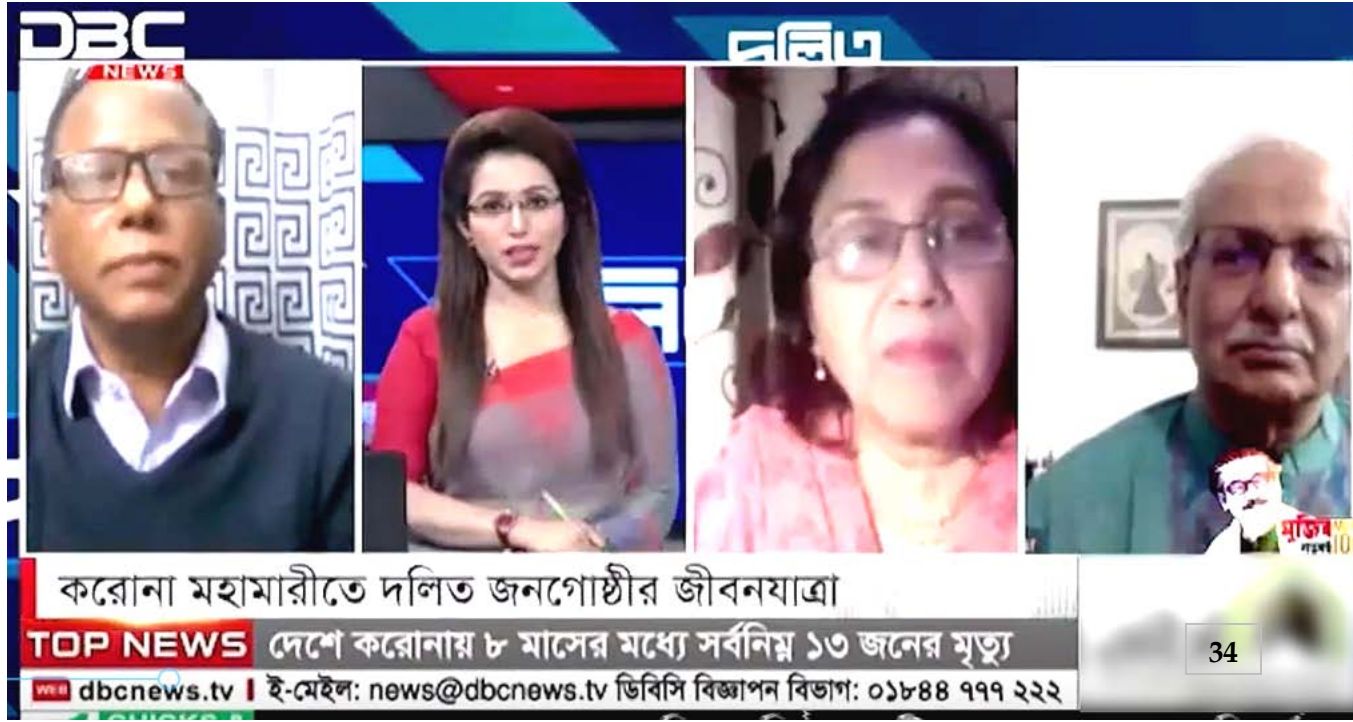 DBC
NEWS
দলিত
মুজিব
করোনা মহামারীতে দলিত জনগোষ্ঠীর জীবনযাত্রা
TOP NEWS দেশে করোনায় ৮ মাসের মধ্যে সর্বনিম্ন ১৩ জনের মৃত্যু
34
WEB dbcnews.tv | ই-মেইল: news@dbcnews.tv ডিবিসি বিজ্ঞাপন বিভাগ: ০১৮৪৪ ৭৭৭ ২২২